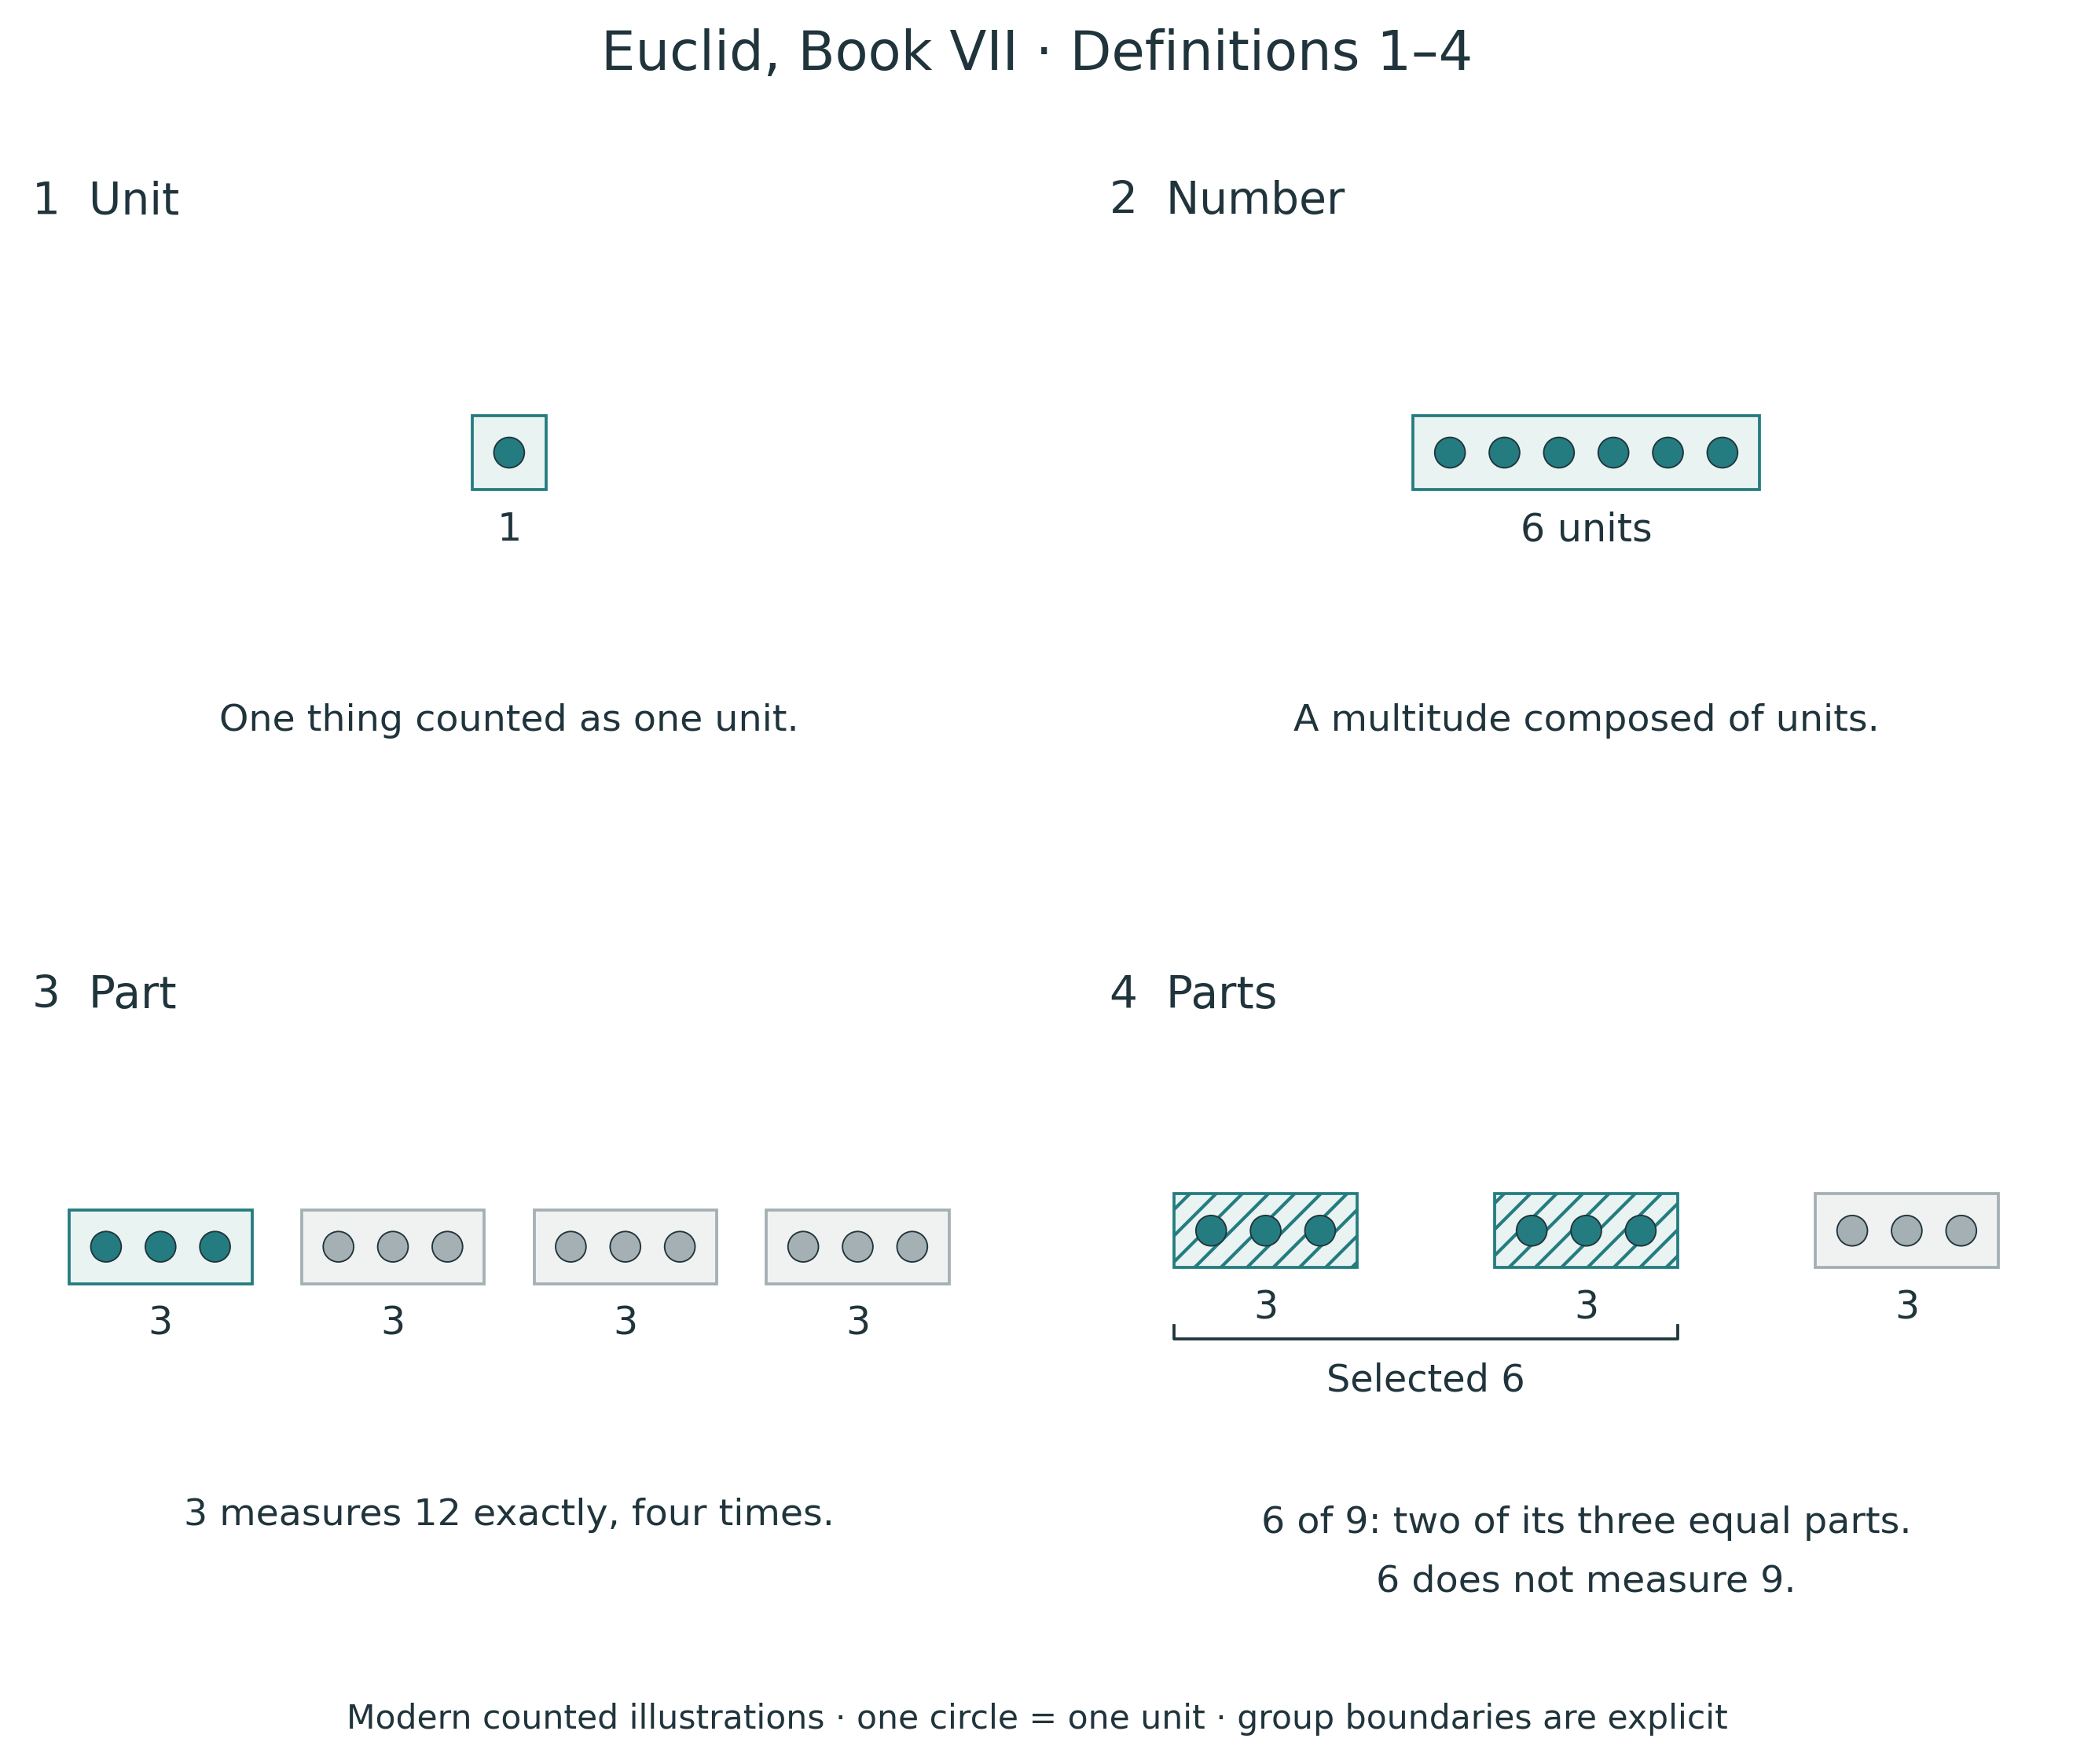 Euclid, Book VII · Definitions 1–4
1 Unit
1
One thing counted as one unit.
2 Number
6 units
A multitude composed of units.
3 Part
3 3 3 3
3 measures 12 exactly, four times.
4 Parts
3 3 3
Selected 6
6 of 9: two of its three equal parts.
6 does not measure 9.
Modern counted illustrations · one circle = one unit · group boundaries are explicit